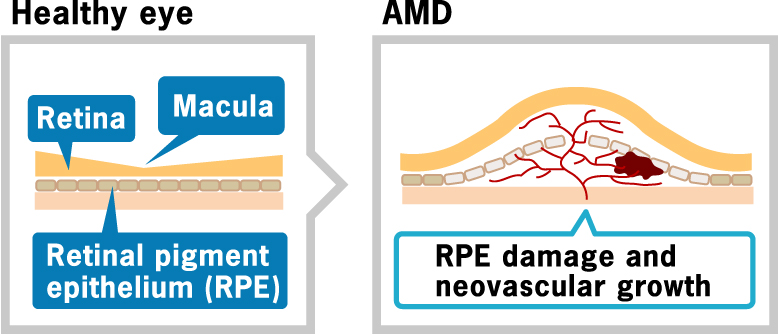 Healthy eye
Retina
Macula
Retinal pigment
epithelium (RPE)
AMD
RPE damage and
neovascular growth